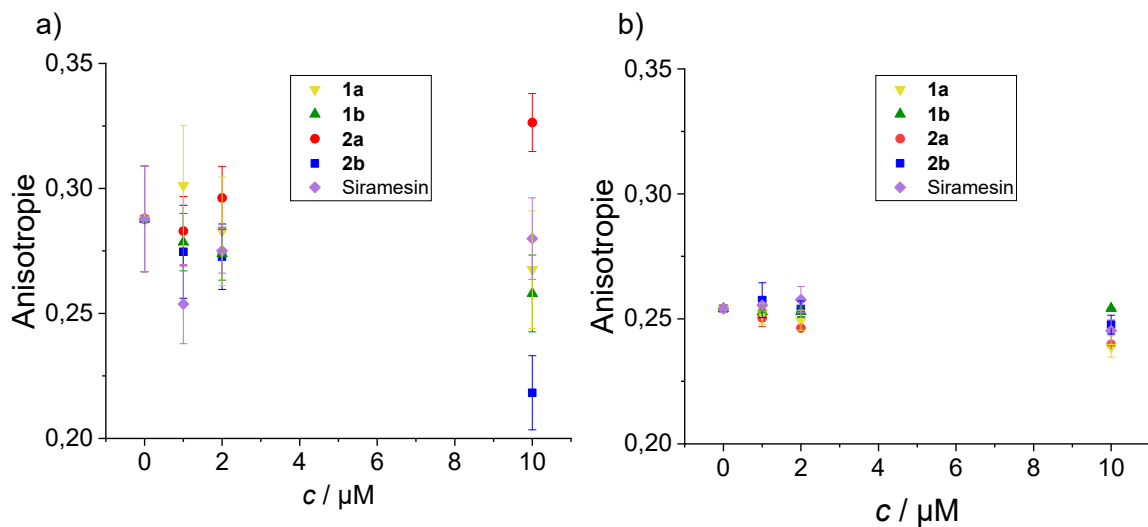 a)
0,35
0,30
0,25
0,20
Anisotropie
1a
1b
2a
2b
Siramesin
0 2 4 6 8 10
c / µM
b)
0,35
0,30
0,25
0,20
Anisotropie
1a
1b
2a
2b
Siramesin
0 2 4 6 8 10
c / µM